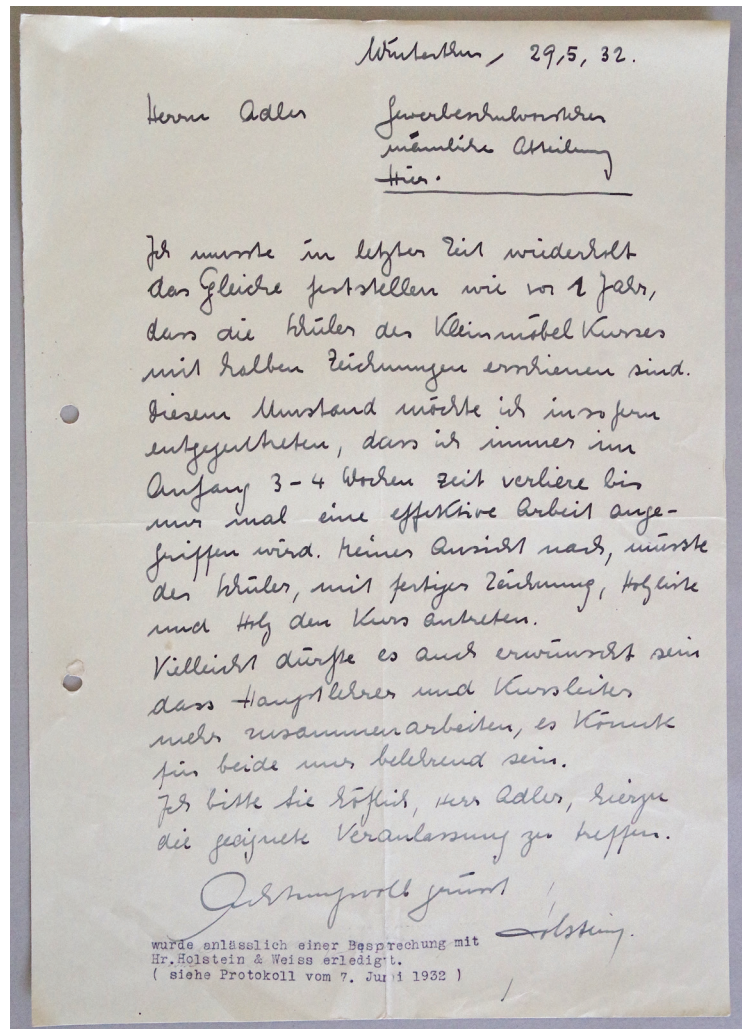 Winterthur, 29,5, 32.
Herrn Adler Gewerbeschulvorsteher
männliche Abteilung
Hier.
Ich musste in letzter Zeit wiederholt
das Gleiche feststellen wie vor 1 Jahr,
dass die Schüler des Kleinmöbel Kurses
mit halben Zeichnungen erschienen sind.
Diesem Umstand möchte ich insofern
entgegentreten, dass ich immer im
Anfang 3-4 Wochen Zeit verliere bis
nur mal eine effektive Arbeit ange-
griffen wird. Meiner Ansicht nach, müsste
der Schüler, mit fertiger Zeichnung, Holzliste
und Holz den Kurs antreten.
Vielleicht dürfte es auch erwünscht sein
dass Hauptlehrer und Kursleiter
mehr zusammenarbeiten, es könnte
für beide nur belehrend sein.
Ich bitte Sie höflich, Herr Adler, hierzu
die geeignete Veranlassung zu treffen.
Achtungsvoll grüsst
Holstein.
wurde anlässlich einer Besprechung mit
Hr.Holstein & Weiss erledigt.
( siehe Protokoll vom 7. Juni 1932 )